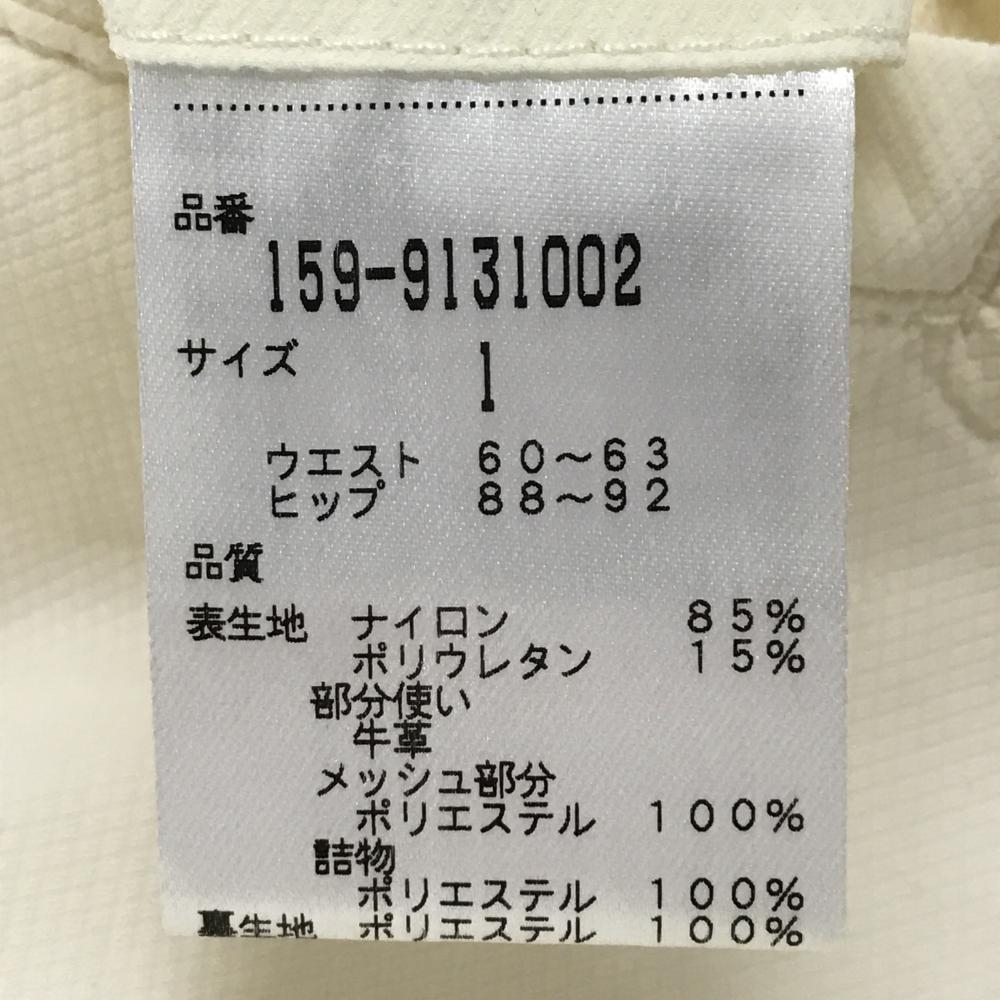 品番
159-9131002
サイズ 1
ウエスト 60～63
ヒップ 88～92
品質
表生地 ナイロン 85%
ポリウレタン 15%
部分使い
牛革
メッシュ部分
ポリエステル 100%
詰物
ポリエステル 100%
裏生地 ポリエステル 100%